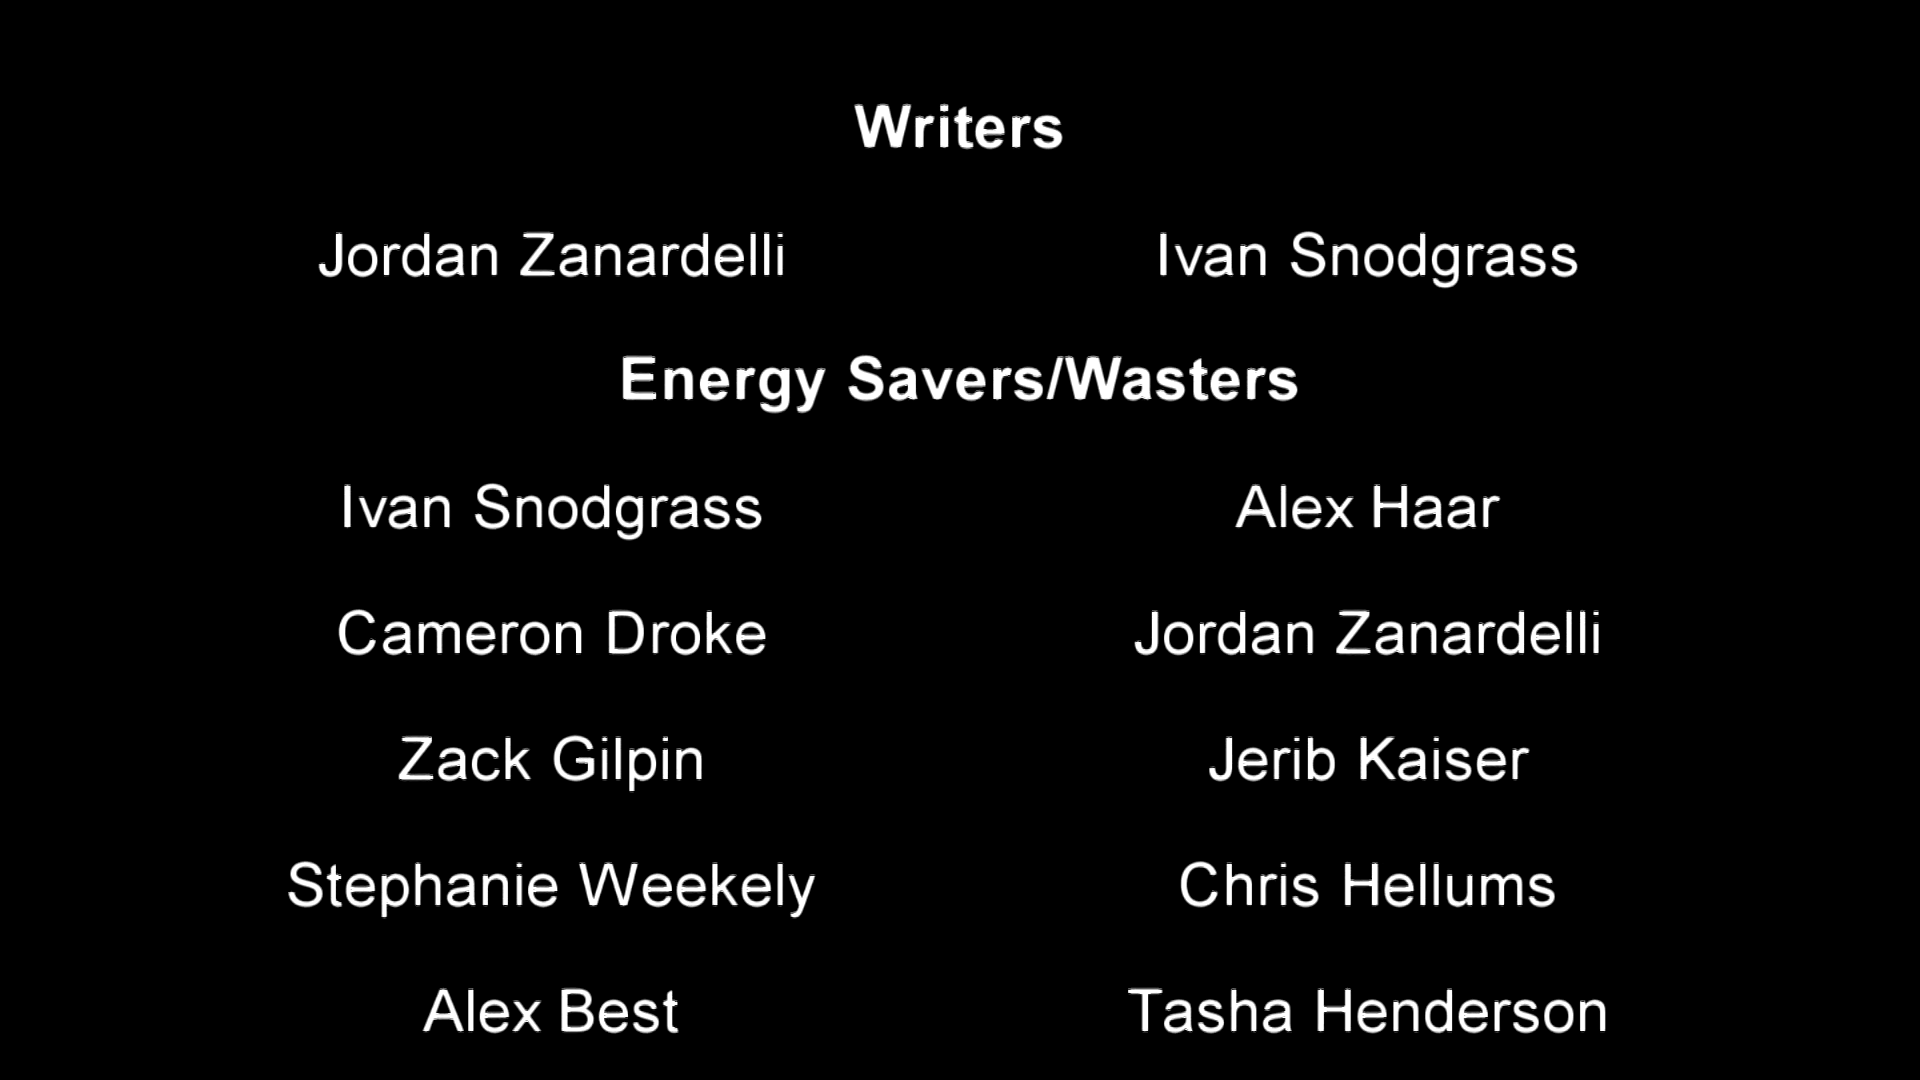 Writers
Jordan Zanardelli Ivan Snodgrass
Energy Savers/Wasters
Ivan Snodgrass Alex Haar
Cameron Droke Jordan Zanardelli
Zack Gilpin Jerib Kaiser
Stephanie Weekely Chris Hellums
Alex Best Tasha Henderson